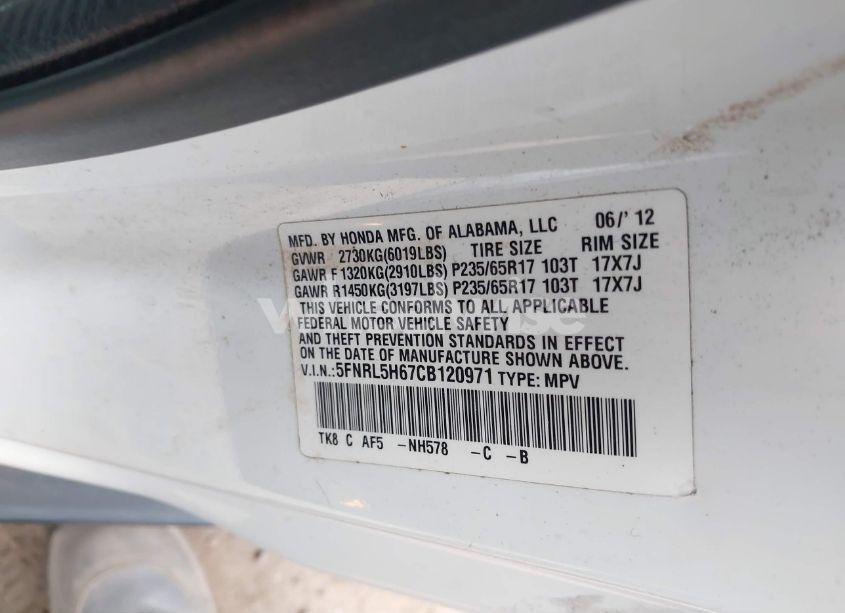 MFD. BY HONDA MFG. OF ALABAMA, LLC 06/' 12
GVWR 2730KG(6019LBS) TIRE SIZE RIM SIZE
GAWR F1320KG(2910LBS) P235/65R17 103T 17X7J
GAWR R1450KG(3197LBS) P235/65R17 103T 17X7J
THIS VEHICLE CONFORMS TO ALL APPLICABLE
FEDERAL MOTOR VEHICLE SAFETY
AND THEFT PREVENTION STANDARDS IN EFFECT
ON THE DATE OF MANUFACTURE SHOWN ABOVE.
V.I.N.:5FNRL5H67CB120971 TYPE: MPV
TK8 C AF5 -NH578 -C -B